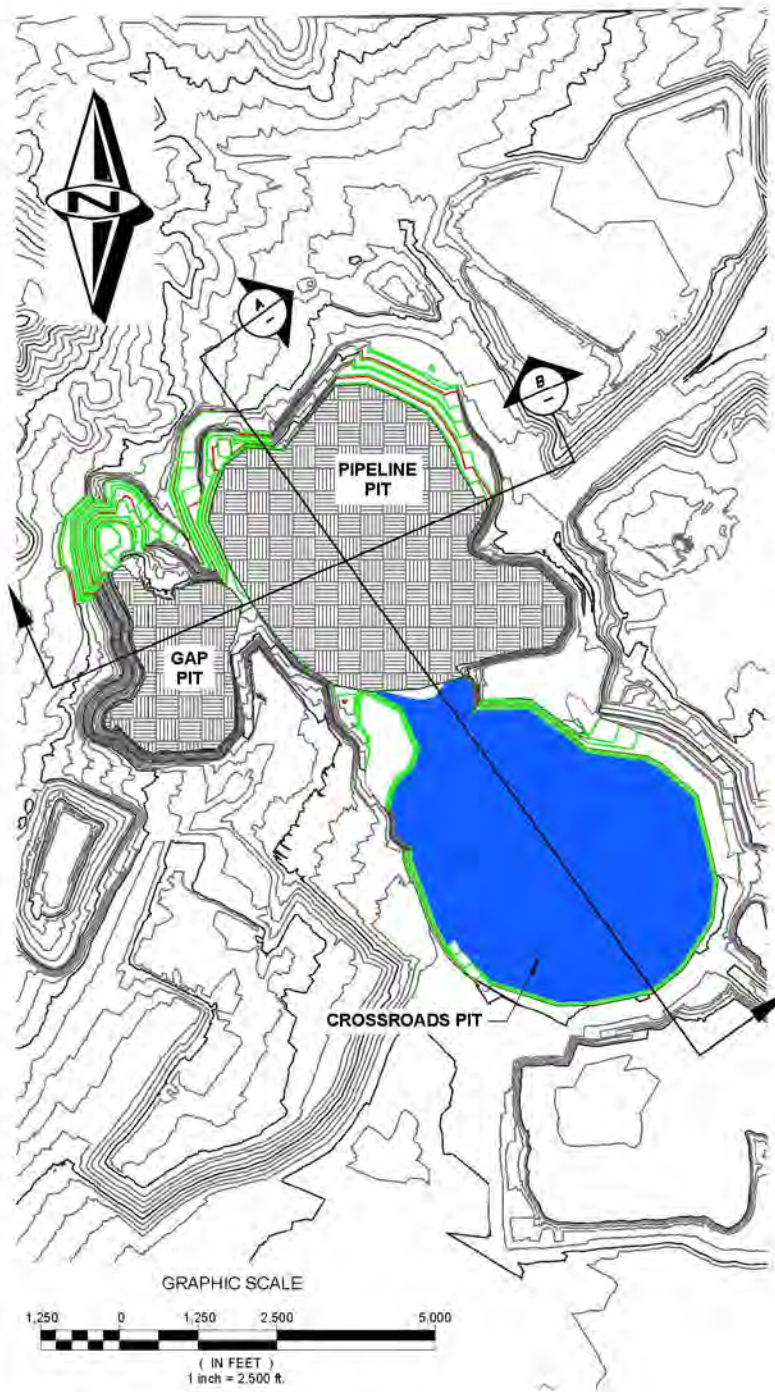 N
A
–
B
–
PIPELINE
PIT
GAP
PIT
CROSSROADS PIT
GRAPHIC SCALE
1,250 0 1,250 2,500 5,000
( IN FEET )
1 inch = 2,500 ft.